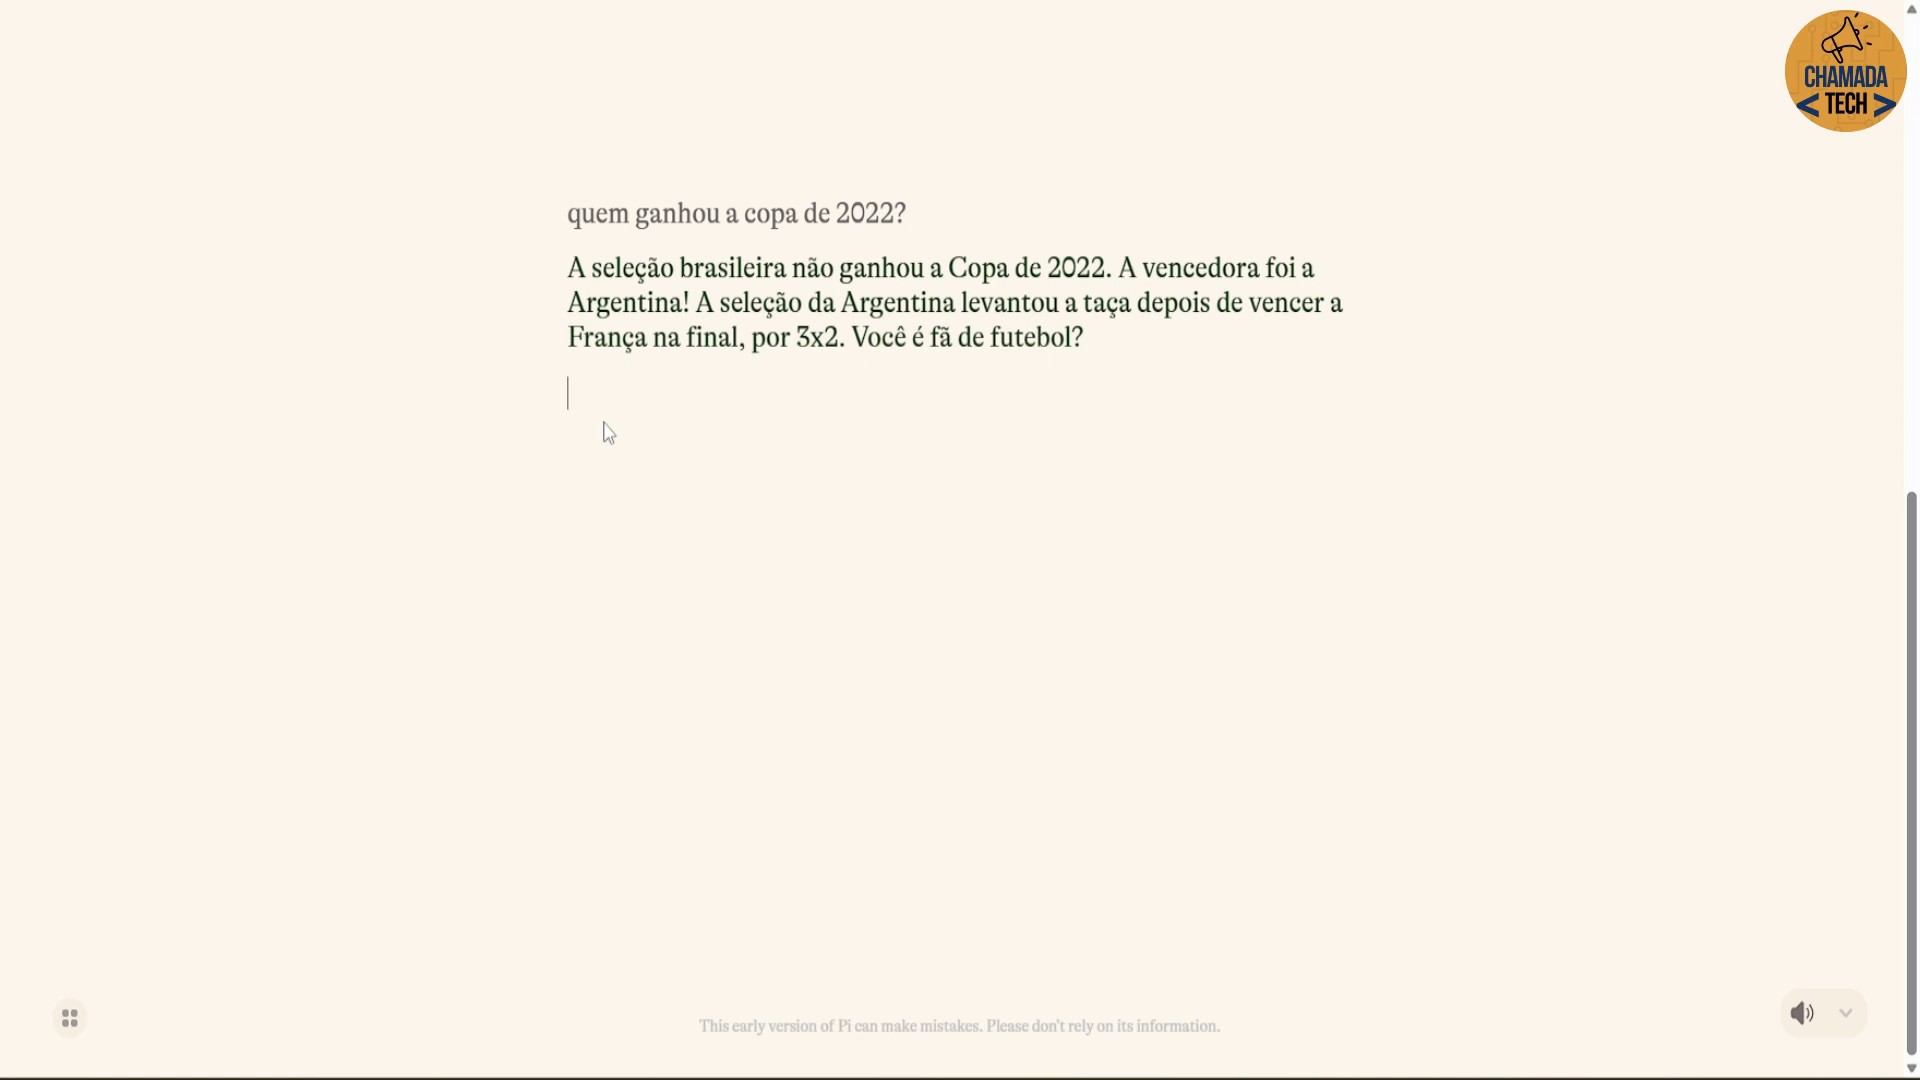 CHAMADA
< TECH >
quem ganhou a copa de 2022?
A seleção brasileira não ganhou a Copa de 2022. A vencedora foi a
Argentina! A seleção da Argentina levantou a taça depois de vencer a
França na final, por 3x2. Você é fã de futebol?
This early version of Pi can make mistakes. Please don't rely on its information.